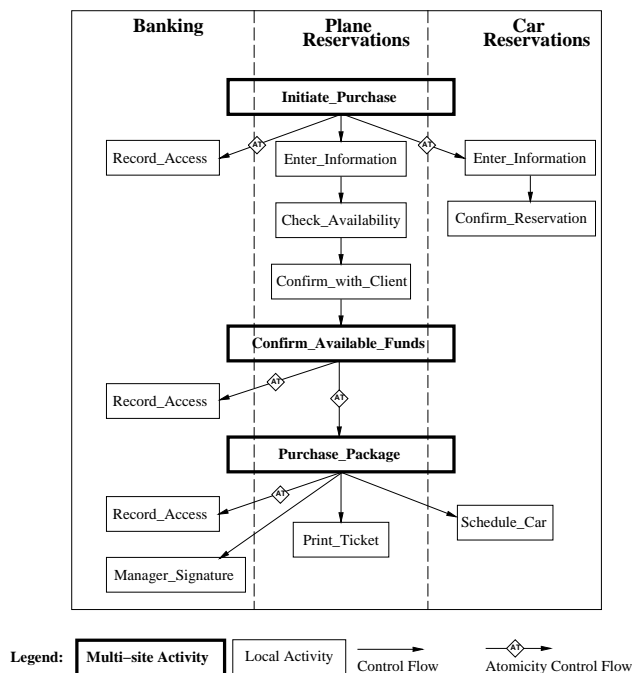 Banking
Plane
Reservations
Car
Reservations
Initiate_Purchase
AT
AT
Record_Access
Enter_Information
Enter_Information
Check_Availability
Confirm_Reservation
Confirm_with_Client
Confirm_Available_Funds
AT
AT
Record_Access
Purchase_Package
AT
Record_Access
Schedule_Car
Print_Ticket
Manager_Signature
Legend:
Multi−site Activity
Local Activity
Control Flow
AT
Atomicity Control Flow